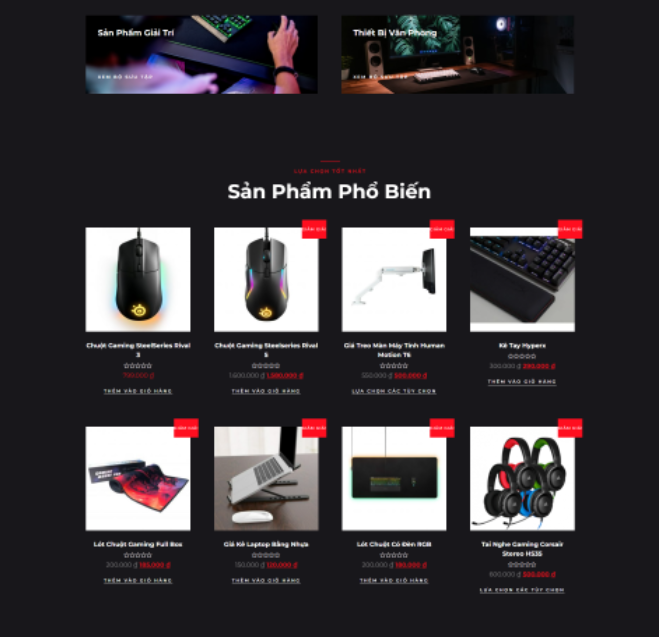 Sản Phẩm Giải Trí
Thiết Bị Văn Phòng
XEM BỘ SƯU TẬP
XEM BỘ SƯU TẬP
LỰA CHỌN TỐT NHẤT
Sản Phẩm Phổ Biến
GIẢM GIÁ!
GIẢM GIÁ!
GIẢM GIÁ!
Chuột Gaming SteelSeries Rival
3
790.000 ₫
THÊM VÀO GIỎ HÀNG
Chuột Gaming Steelseries Rival
5
1.600.000 ₫ 1.500.000 ₫
THÊM VÀO GIỎ HÀNG
Giá Treo Màn Máy Tính Human
Motion T6
550.000 ₫ 500.000 ₫
LỰA CHỌN CÁC TÙY CHỌN
Kê Tay Hyperx
300.000 ₫
THÊM VÀO GIỎ HÀNG
GIẢM GIÁ!
GIẢM GIÁ!
GIẢM GIÁ!
GIẢM GIÁ!
Lót Chuột Gaming Full Box
200.000 ₫
THÊM VÀO GIỎ HÀNG
Giá Kê Laptop Bằng Nhựa
150.000 ₫ 120.000 ₫
THÊM VÀO GIỎ HÀNG
Lót Chuột Có Đèn RGB
200.000 ₫
THÊM VÀO GIỎ HÀNG
Tai Nghe Gaming Corsair
Stereo HS35
600.000 ₫ 500.000 ₫
LỰA CHỌN CÁC TÙY CHỌN